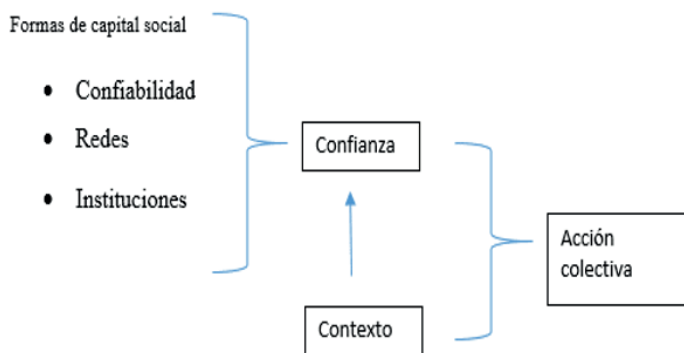 Formas de capital social
• Confiabilidad
• Redes
• Instituciones
Confianza
Contexto
Acción
colectiva